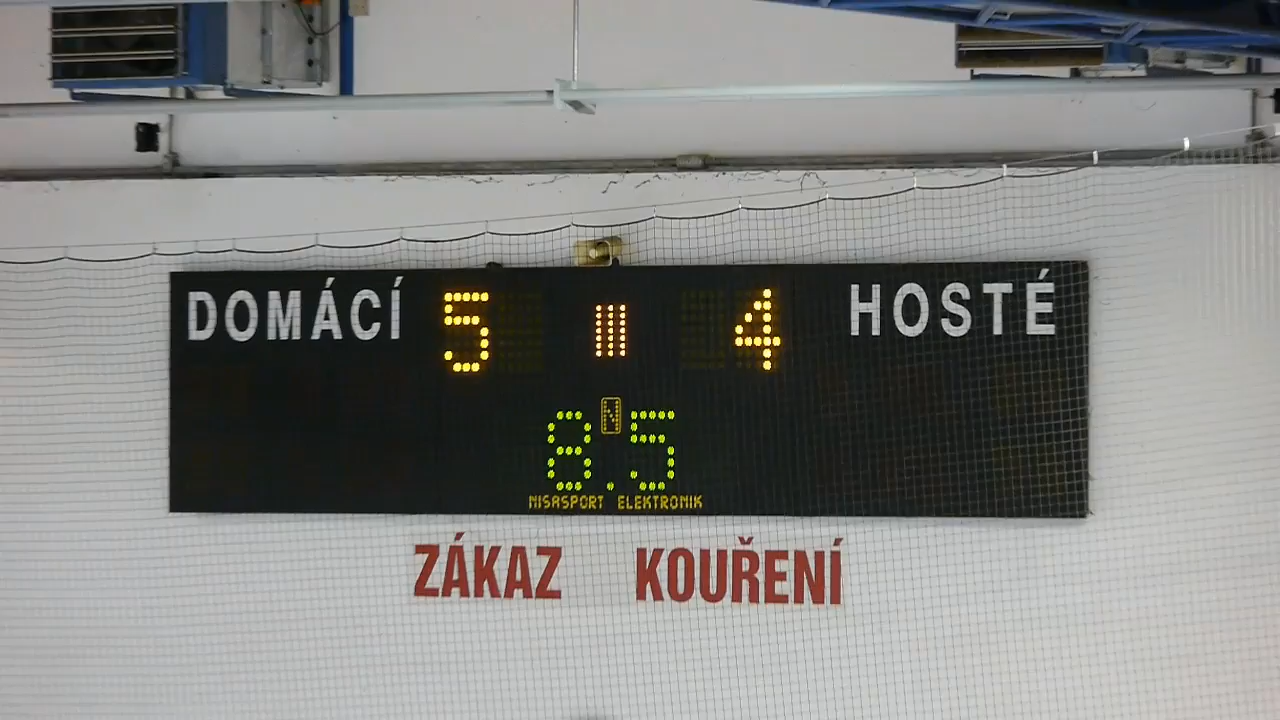 DOMÁCÍ 5 III 4 HOSTÉ
N
8.5
NISASPORT ELEKTRONIK
ZÁKAZ KOUŘENÍ